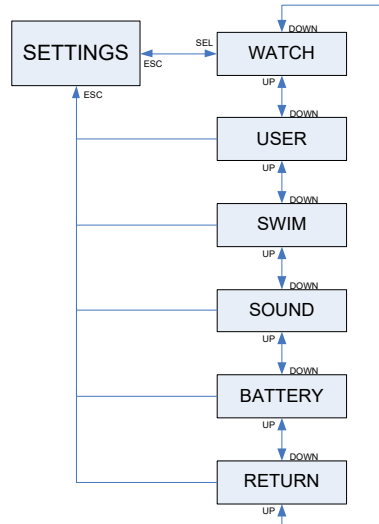 SETTINGS
SEL
ESC
ESC
DOWN
WATCH
UP
DOWN
USER
UP
DOWN
SWIM
UP
DOWN
SOUND
UP
DOWN
BATTERY
UP
DOWN
RETURN
UP